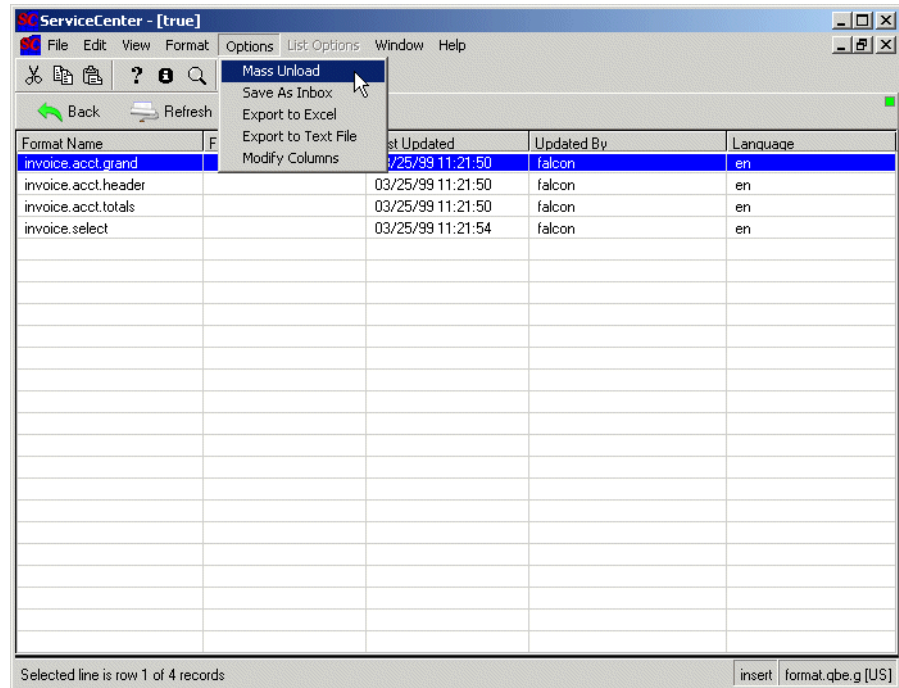 SC ServiceCenter - [true]
SC File Edit View Format Options List Options Window Help
Mass Unload
Save As Inbox
Export to Excel
Export to Text File
Modify Columns
Back Refresh
Format Name F st Updated Updated By Language
invoice.acct.grand 3/25/99 11:21:50 falcon en
invoice.acct.header 03/25/99 11:21:50 falcon en
invoice.acct.totals 03/25/99 11:21:50 falcon en
invoice.select 03/25/99 11:21:54 falcon en
Selected line is row 1 of 4 records insert format.qbe.g [US]